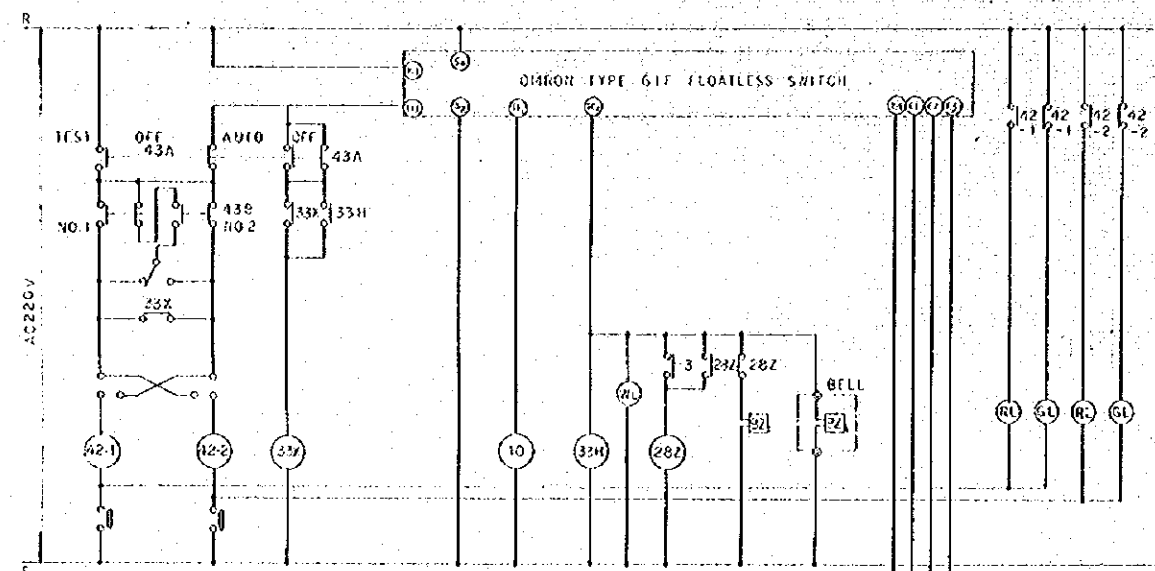 R
OMRON TYPE 61F FLOATLESS SWITCH
TEST
OFF
43A
AUTO
OFF
43A
42
-1
42
-1
42
-2
42
-2
NO.1
NO.2
33X
33H
33X
AC220V
3
28Z
28Z
BELL
WL
BZ
RL
GL
RL
GL
42-1
42-2
33X
10
33H
28Z